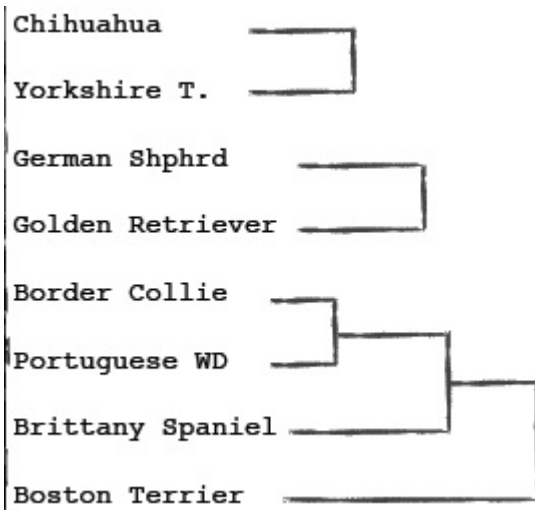 Chihuahua
Yorkshire T.
German Shphrd
Golden Retriever
Border Collie
Portuguese WD
Brittany Spaniel
Boston Terrier